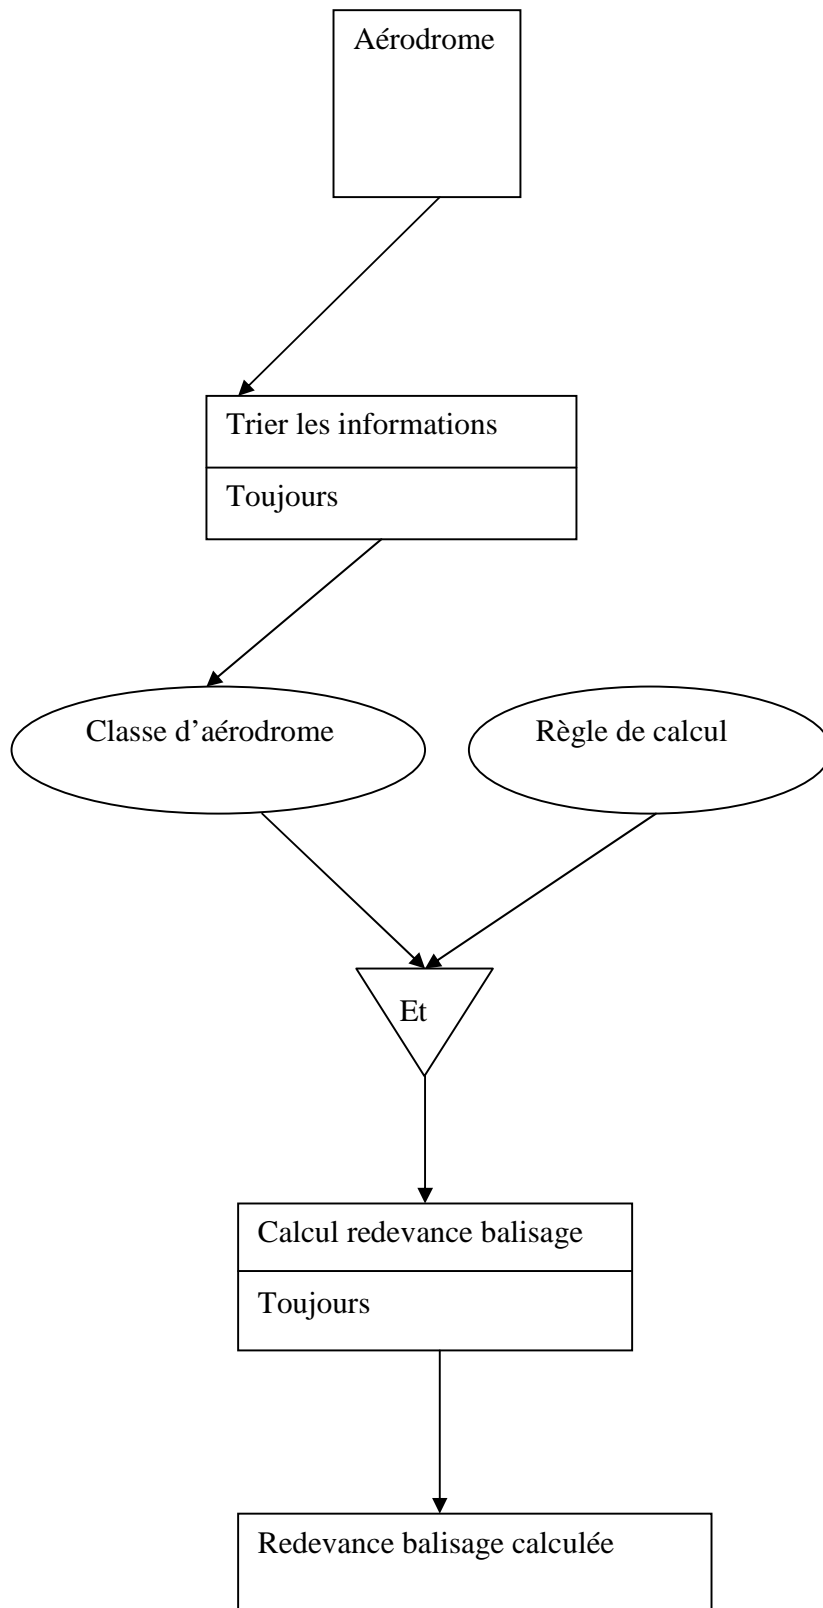 Aérodrome
Trier les informations
Toujours
Classe d’aérodrome
Règle de calcul
Et
Calcul redevance balisage
Toujours
Redevance balisage calculée